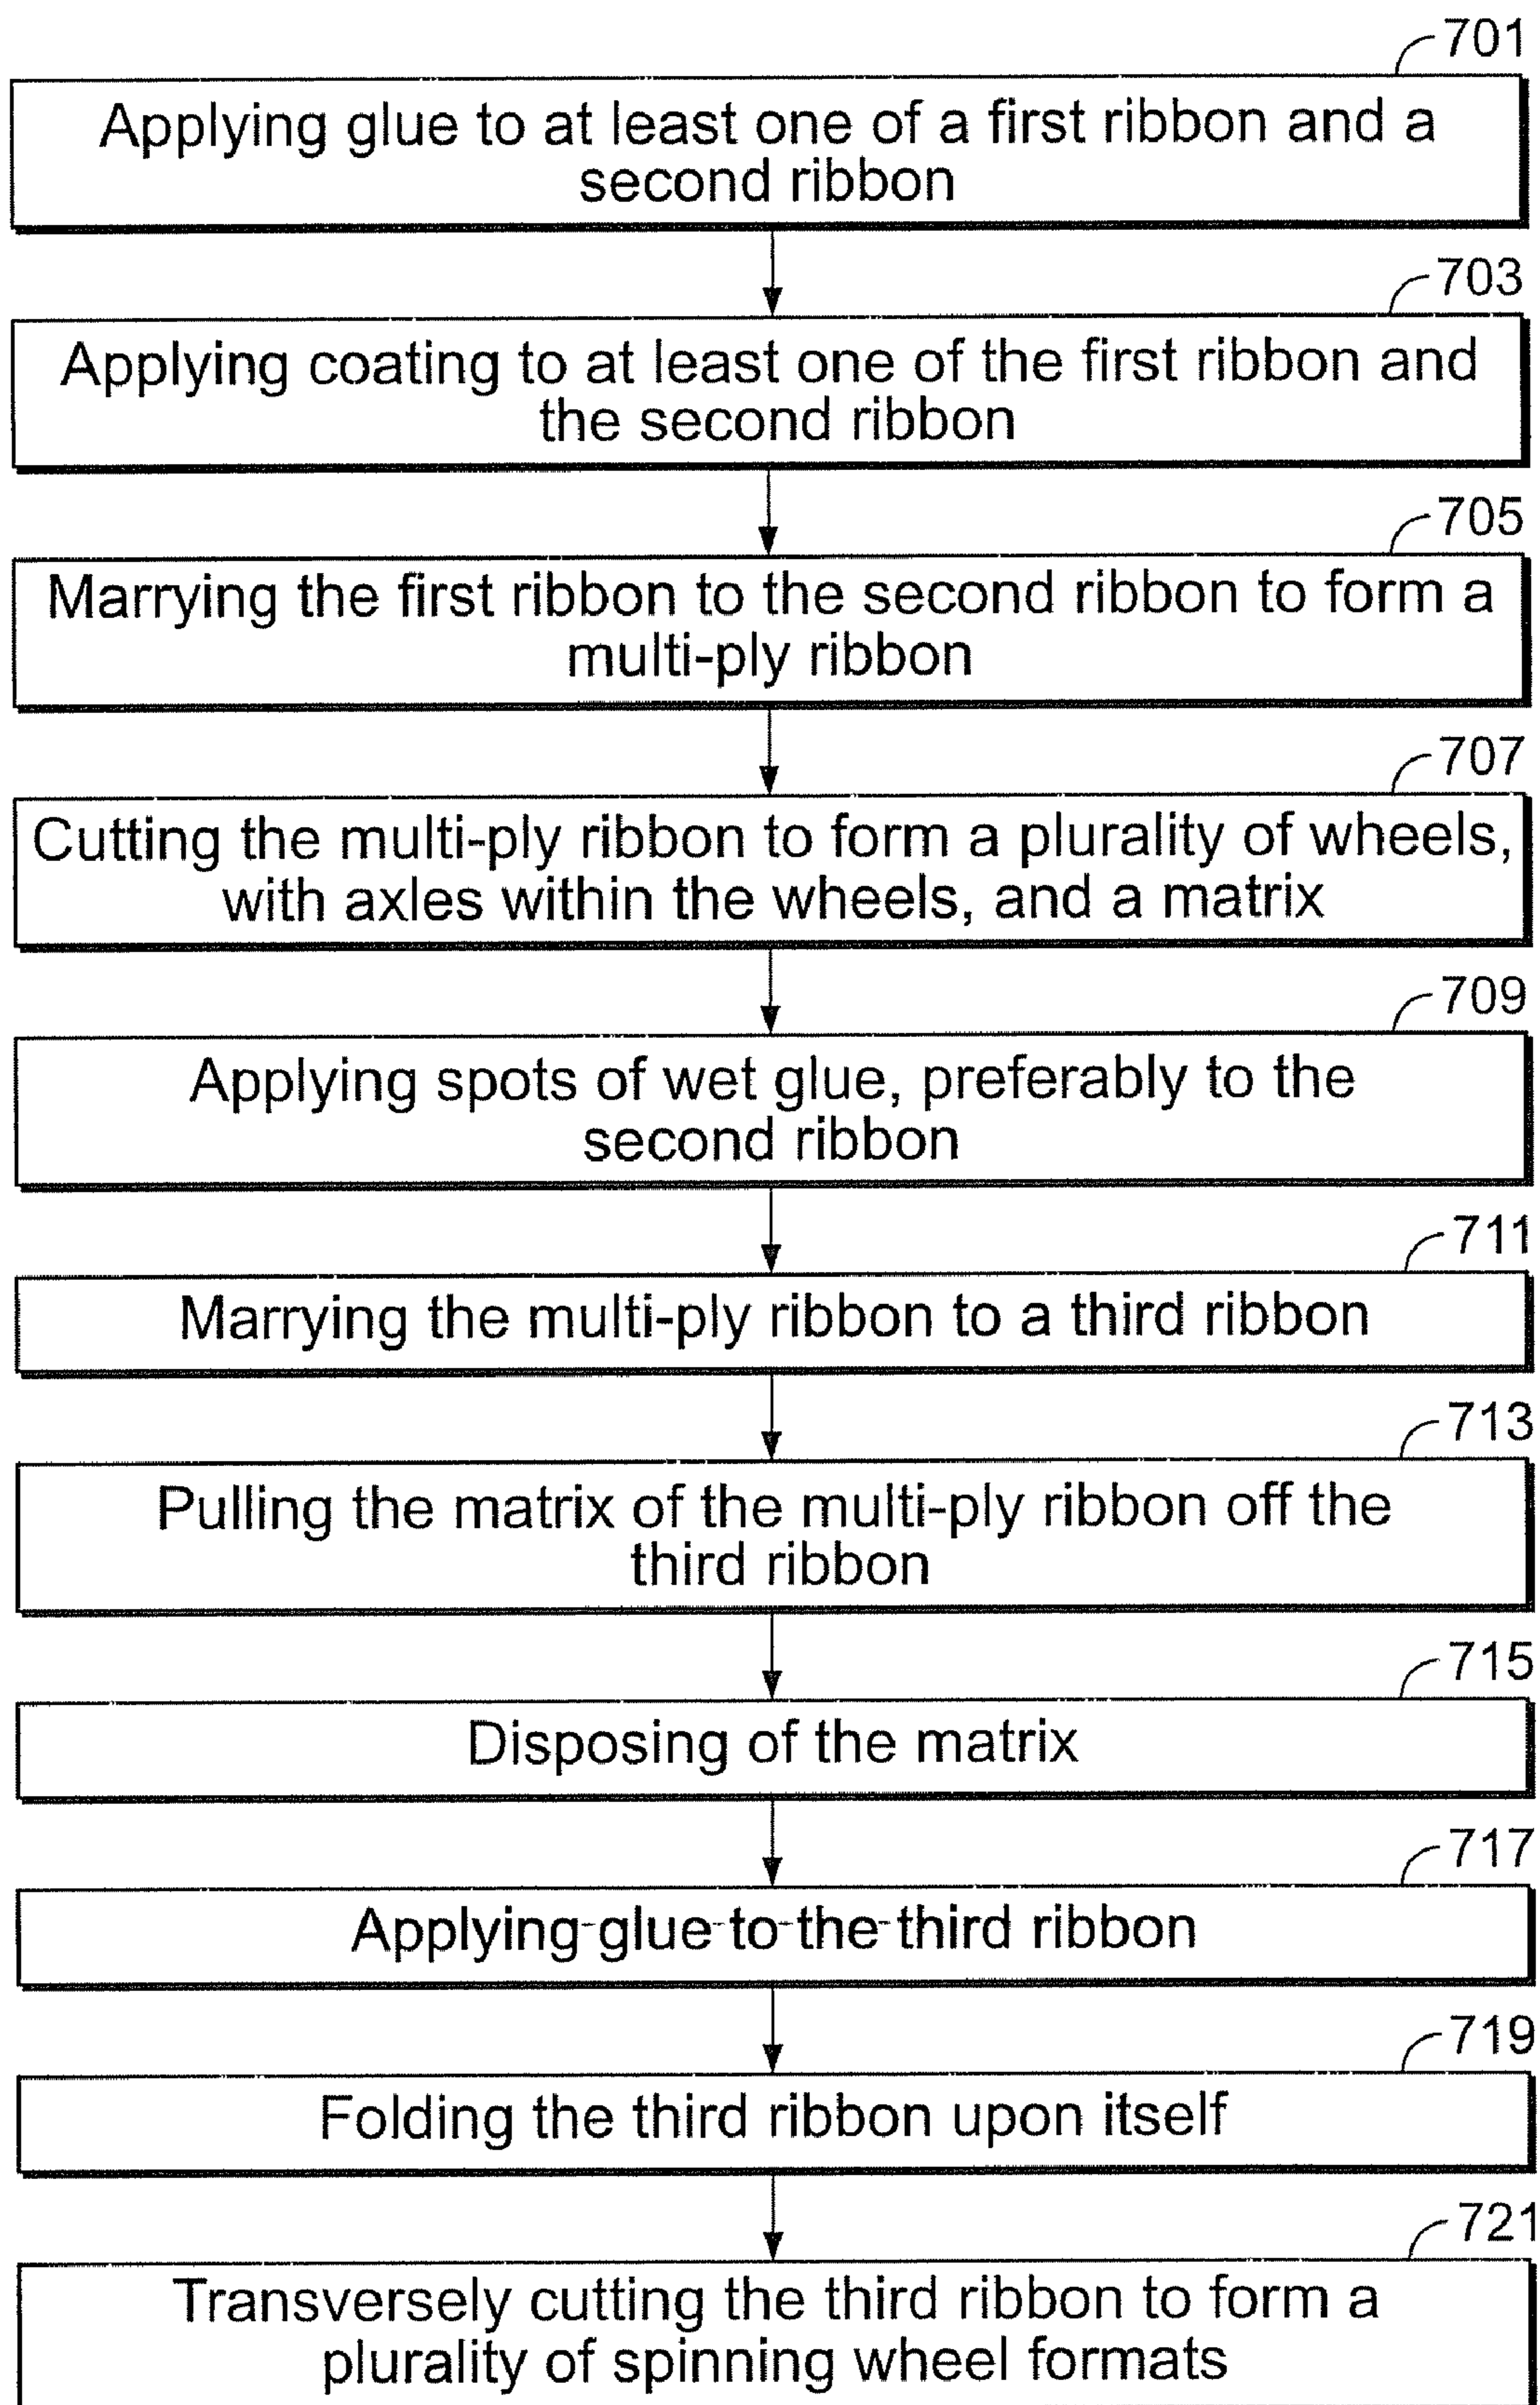 701
Applying glue to at least one of a first ribbon and a
second ribbon
703
Applying coating to at least one of the first ribbon and
the second ribbon
705
Marrying the first ribbon to the second ribbon to form a
multi-ply ribbon
707
Cutting the multi-ply ribbon to form a plurality of wheels,
with axles within the wheels, and a matrix
709
Applying spots of wet glue, preferably to the
second ribbon
711
Marrying the multi-ply ribbon to a third ribbon
713
Pulling the matrix of the multi-ply ribbon off the
third ribbon
715
Disposing of the matrix
717
Applying glue to the third ribbon
719
Folding the third ribbon upon itself
721
Transversely cutting the third ribbon to form a
plurality of spinning wheel formats